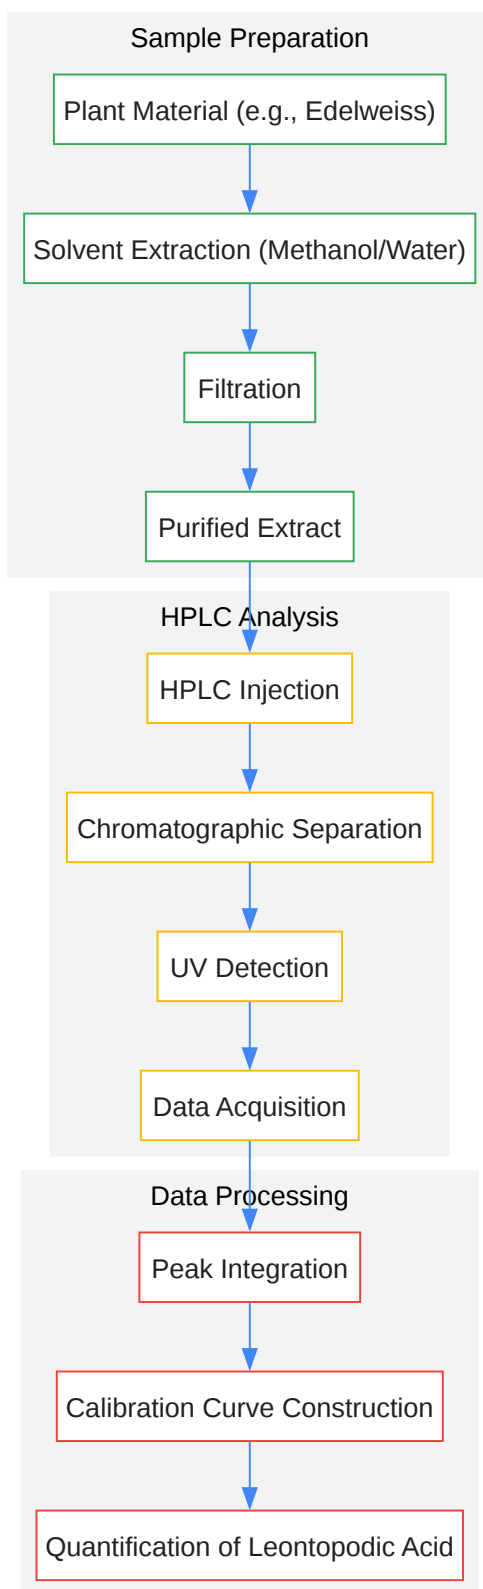 Sample Preparation
Plant Material (e.g., Edelweiss)
Solvent Extraction (Methanol/Water)
Filtration
Purified Extract
HPLC Analysis
HPLC Injection
Chromatographic Separation
UV Detection
Data Acquisition
Data Processing
Peak Integration
Calibration Curve Construction
Quantification of Leontopodic Acid